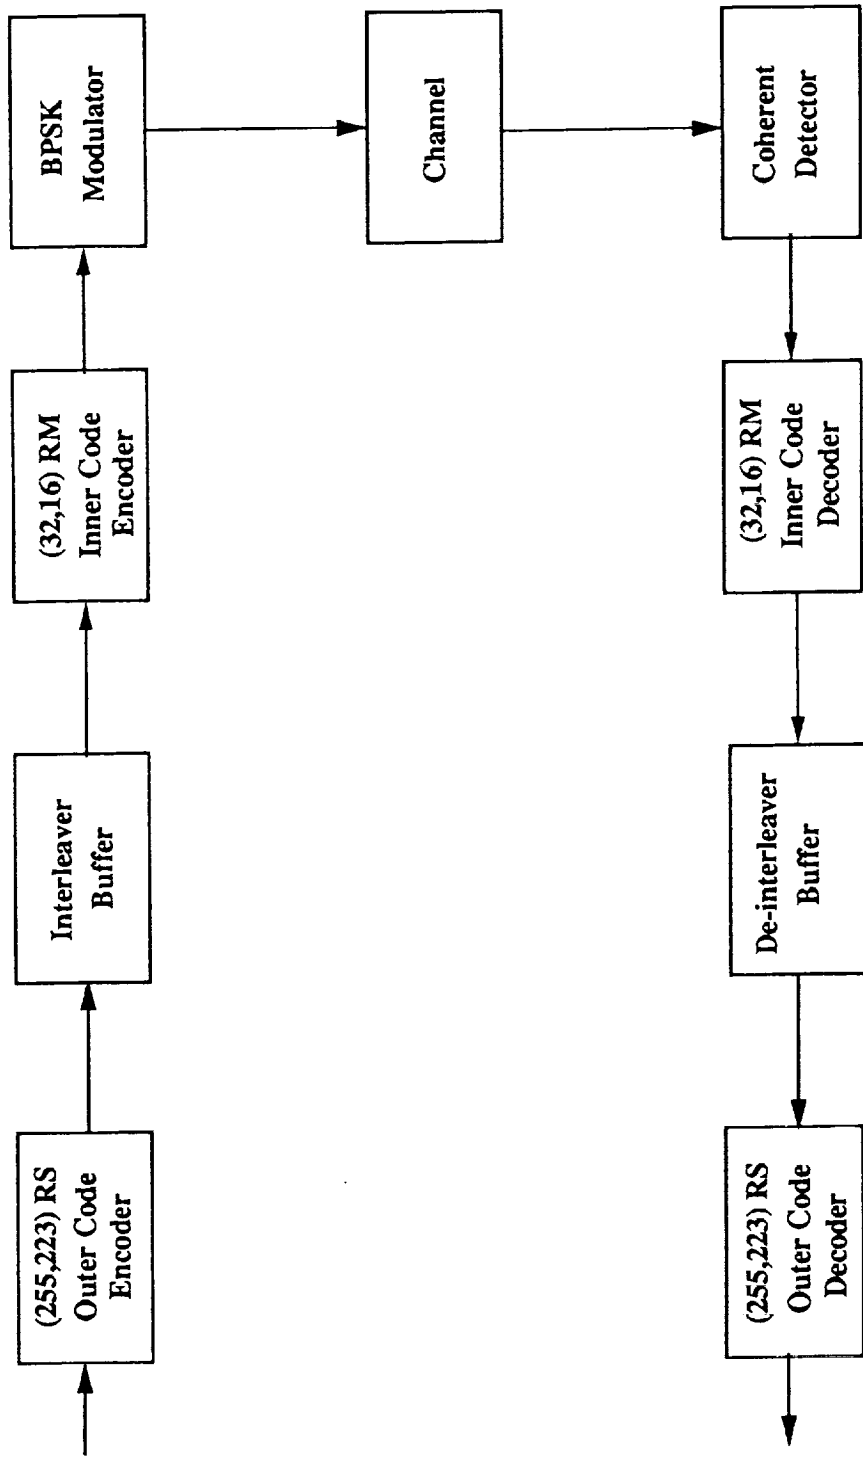 (255,223) RS
Outer Code
Encoder
Interleaver
Buffer
(32,16) RM
Inner Code
Encoder
BPSK
Modulator
Channel
Coherent
Detector
(32,16) RM
Inner Code
Decoder
De-interleaver
Buffer
(255,223) RS
Outer Code
Decoder